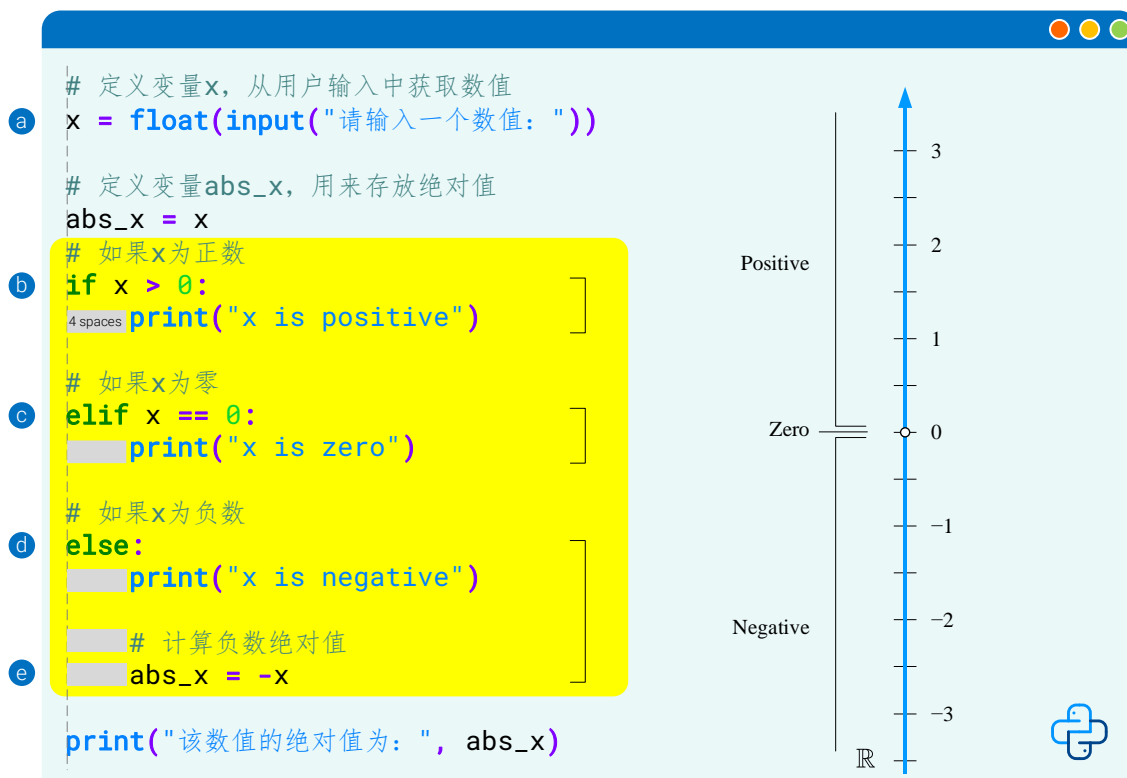 # 定义变量x，从用户输入中获取数值
a x = float(input("请输入一个数值: "))
# 定义变量abs_x，用来存放绝对值
abs_x = x
# 如果x为正数
b if x > 0:
4 spaces print("x is positive")
# 如果x为零
c elif x == 0:
print("x is zero")
# 如果x为负数
d else:
print("x is negative")
# 计算负数绝对值
e abs_x = -x
print("该数值的绝对值为: ", abs_x)
3
2
Positive
1
Zero
0
−1
Negative
−2
−3
ℝ